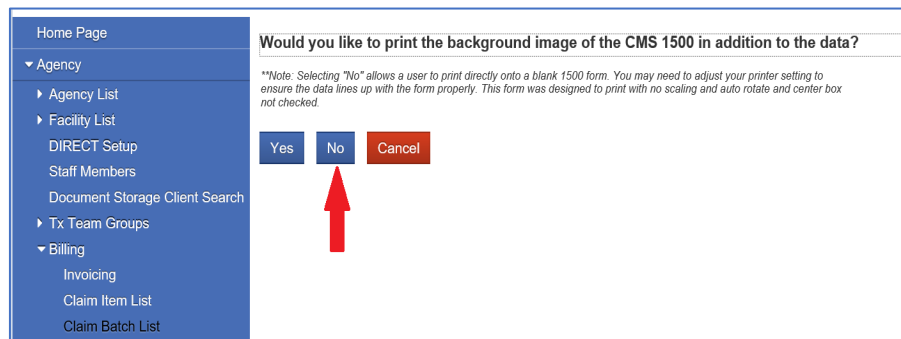 Home Page
Agency
Agency List
Facility List
DIRECT Setup
Staff Members
Document Storage Client Search
Tx Team Groups
Billing
Invoicing
Claim Item List
Claim Batch List
Would you like to print the background image of the CMS 1500 in addition to the data?
**Note: Selecting "No" allows a user to print directly onto a blank 1500 form. You may need to adjust your printer setting to
ensure the data lines up with the form properly. This form was designed to print with no scaling and auto rotate and center box
not checked.
Yes No Cancel